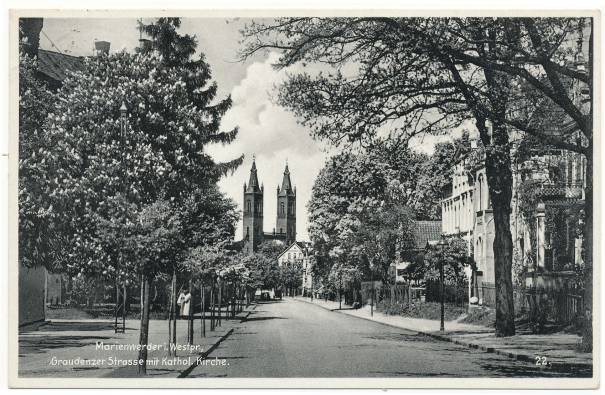 Marienwerder i. Westpr.,
Graudenzer Strasse mit Kathol. Kirche.
22.